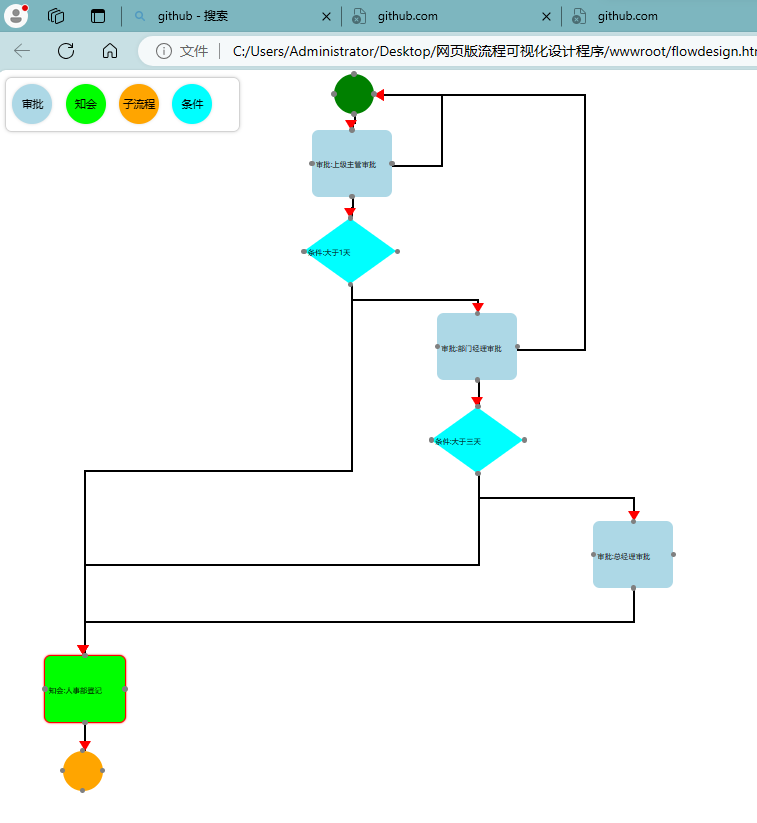 github - 搜索
github.com
github.com
文件
C:/Users/Administrator/Desktop/网页版流程可视化设计程序/wwwroot/flowdesign.htm
审批
知会
子流程
条件
审批:上级主管审批
条件:大于1天
审批:部门经理审批
条件:大于三天
审批:总经理审批
知会:人事部登记